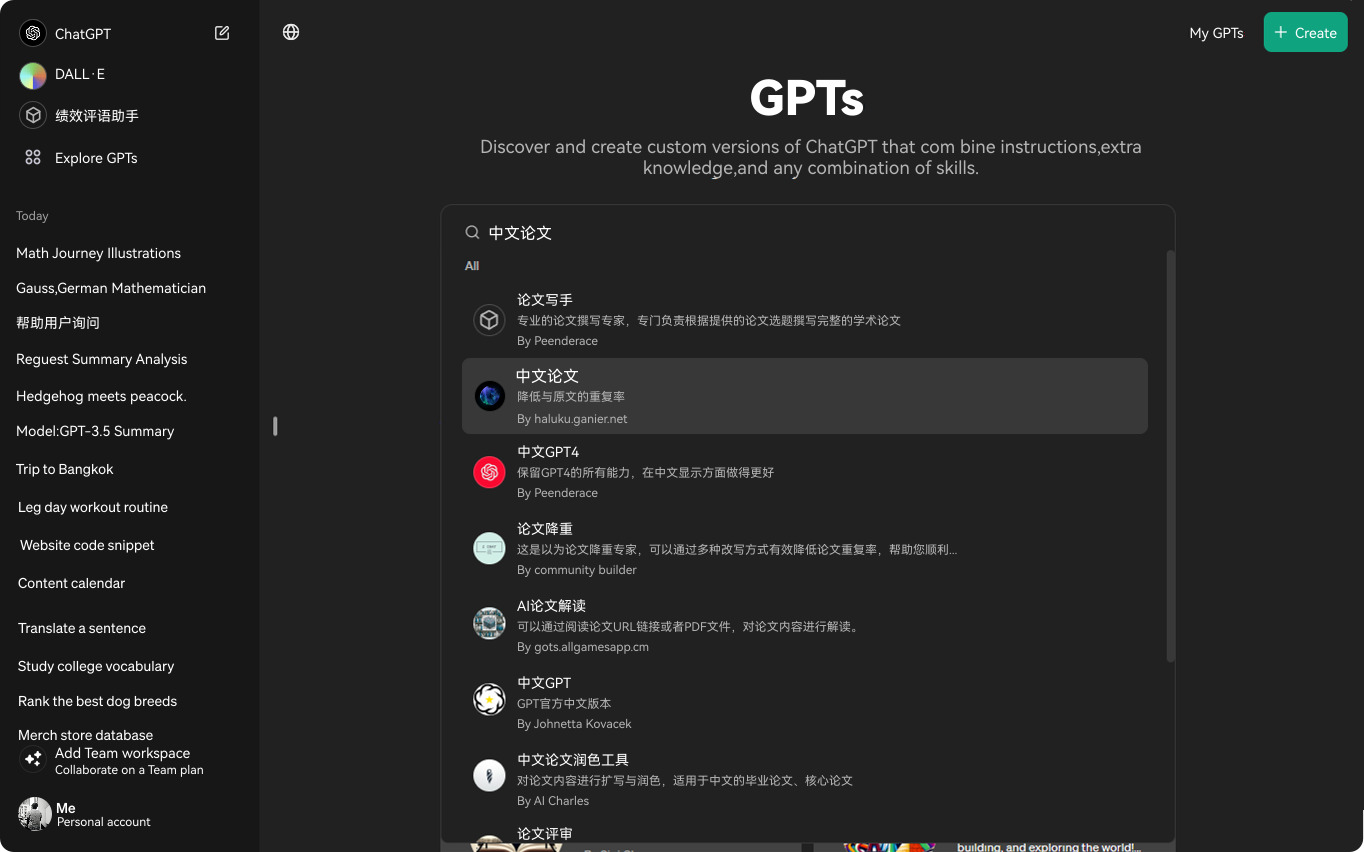 ChatGPT
DALL·E
绩效评语助手
Explore GPTs
Today
Math Journey Illustrations
Gauss,German Mathematician
帮助用户询问
Reguest Summary Analysis
Hedgehog meets peacock.
Model:GPT-3.5 Summary
Trip to Bangkok
Leg day workout routine
Website code snippet
Content calendar
Translate a sentence
Study college vocabulary
Rank the best dog breeds
Merch store database
Add Team workspace
Collaborate on a Team plan
Me
Personal account
My GPTs
Create
GPTs
Discover and create custom versions of ChatGPT that com bine instructions,extra
knowledge,and any combination of skills.
中文论文
All
论文写手
专业的论文撰写专家，专门负责根据提供的论文选题撰写完整的学术论文
By Peenderace
中文论文
降低与原文的重复率
By haluku.ganier.net
中文GPT4
保留GPT4的所有能力，在中文显示方面做得更好
By Peenderace
论文降重
这是以为论文降重专家，可以通过多种改写方式有效降低论文重复率，帮助您顺利...
By community builder
AI论文解读
可以通过阅读论文URL链接或者PDF文件，对论文内容进行解读。
By gots.allgamesapp.cm
中文GPT
GPT官方中文版本
By Johnetta Kovacek
中文论文润色工具
对论文内容进行扩写与润色，适用于中文的毕业论文、核心论文
By AI Charles
论文评审
building, and exploring the world!...